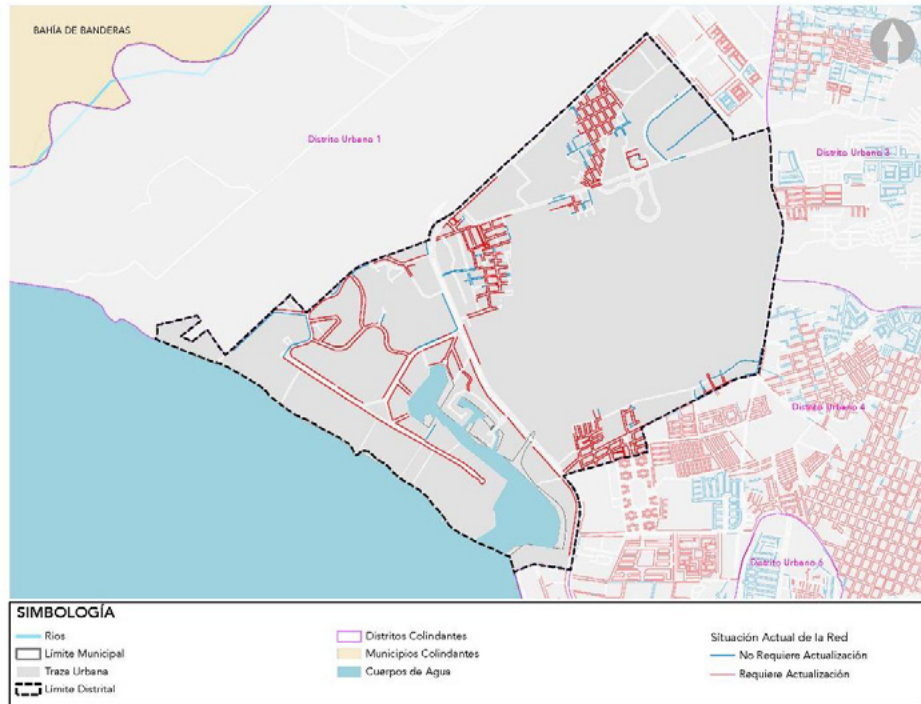 BAHÍA DE BANDERAS
Distrito Urbano 1
Distrito Urbano 3
Distrito Urbano 4
Distrito Urbano 5
SIMBOLOGÍA
Ríos
Límite Municipal
Traza Urbana
Límite Distrital
Distritos Colindantes
Municipios Colindantes
Cuerpos de Agua
Situación Actual de la Red
No Requiere Actualización
Requiere Actualización